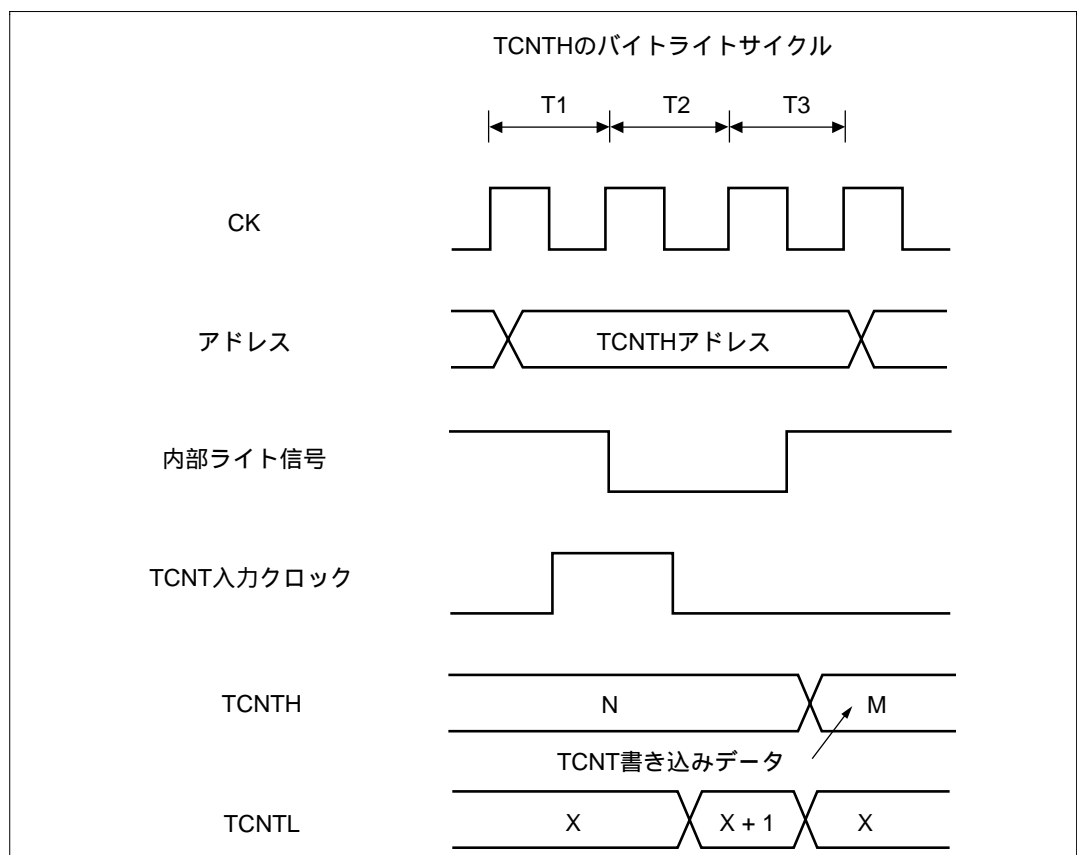 TCNTHのバイトライトサイクル
T1 T2 T3
CK
アドレス TCNTHアドレス
内部ライト信号
TCNT入力クロック
TCNTH N M
TCNT書き込みデータ
TCNTL X X + 1 X